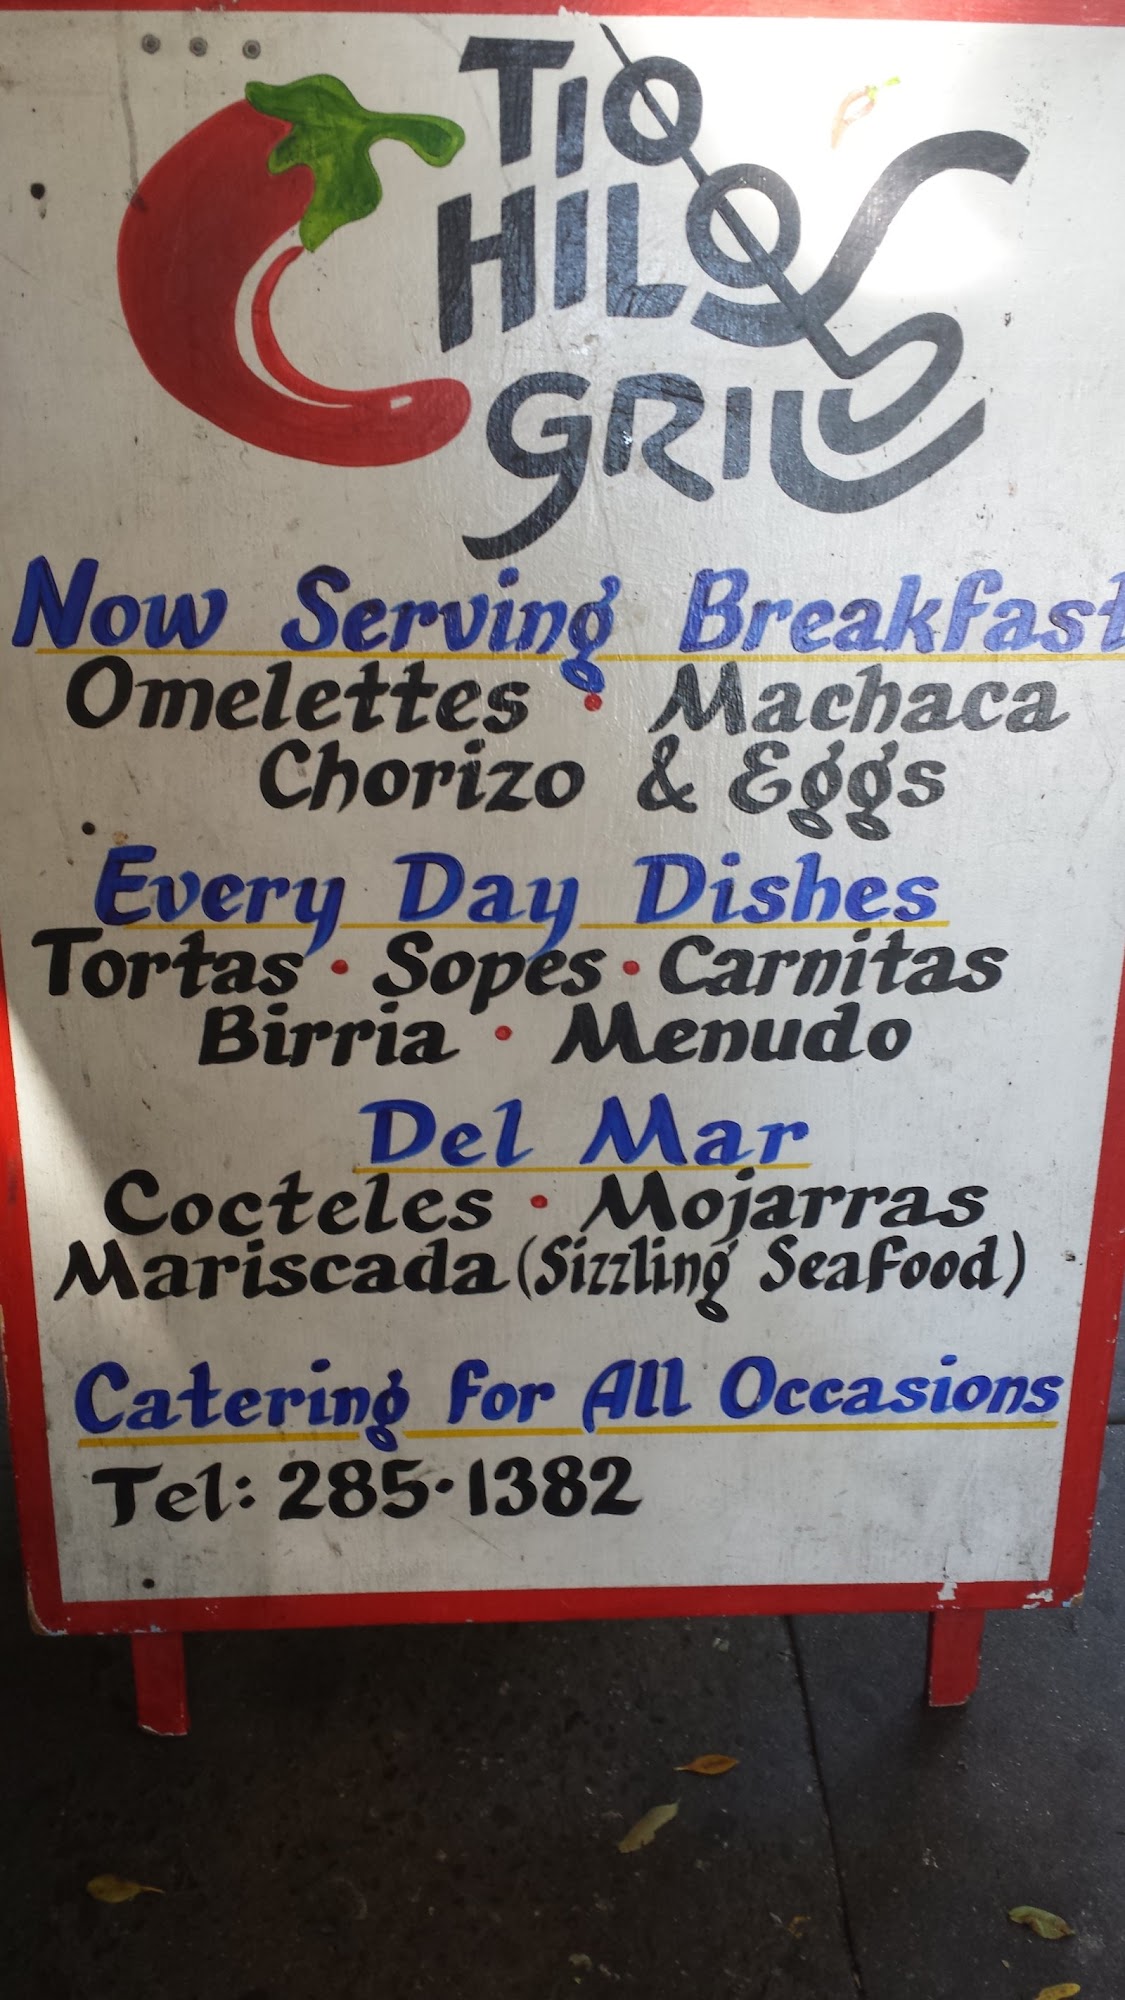 TIO
CHILOS
GRILL
Now Serving Breakfast
Omelettes • Machaca
Chorizo & Eggs
Every Day Dishes
Tortas • Sopes • Carnitas
Birria • Menudo
Del Mar
Cocteles • Mojarras
Mariscada (Sizzling Seafood)
Catering For All Occasions
Tel: 285•1382